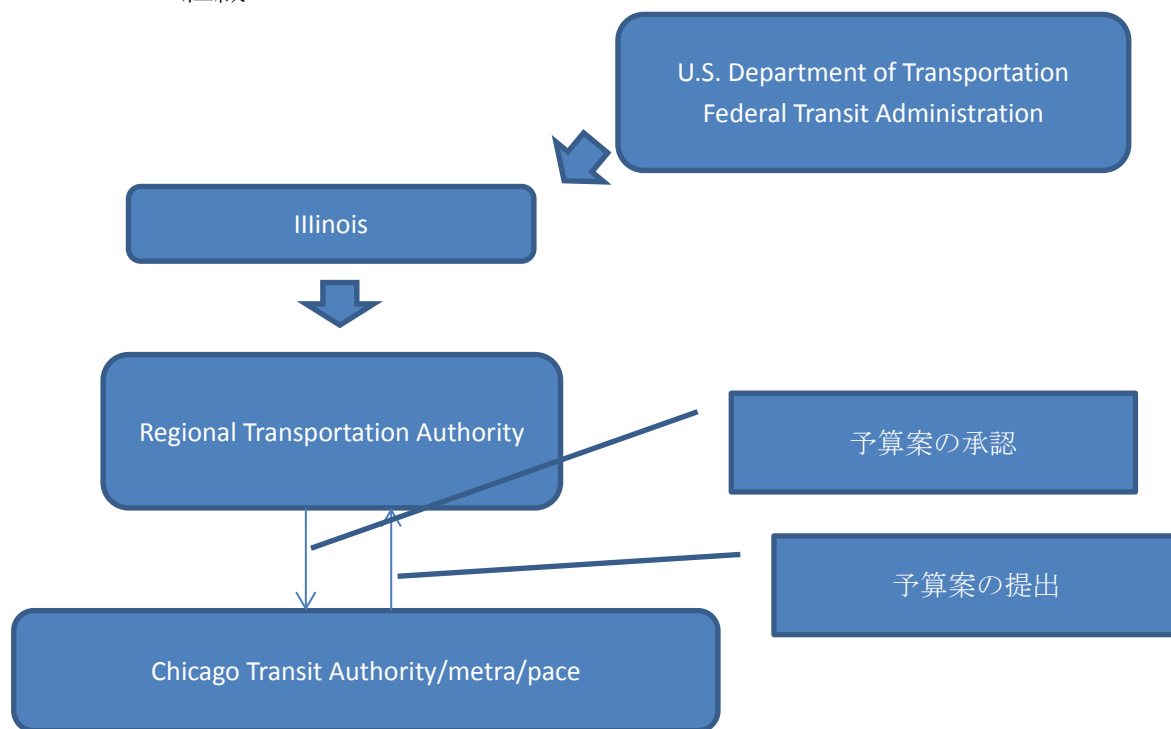 U.S. Department of Transportation
Federal Transit Administration
Illinois
Regional Transportation Authority
予算案の承認
予算案の提出
Chicago Transit Authority/metra/pace